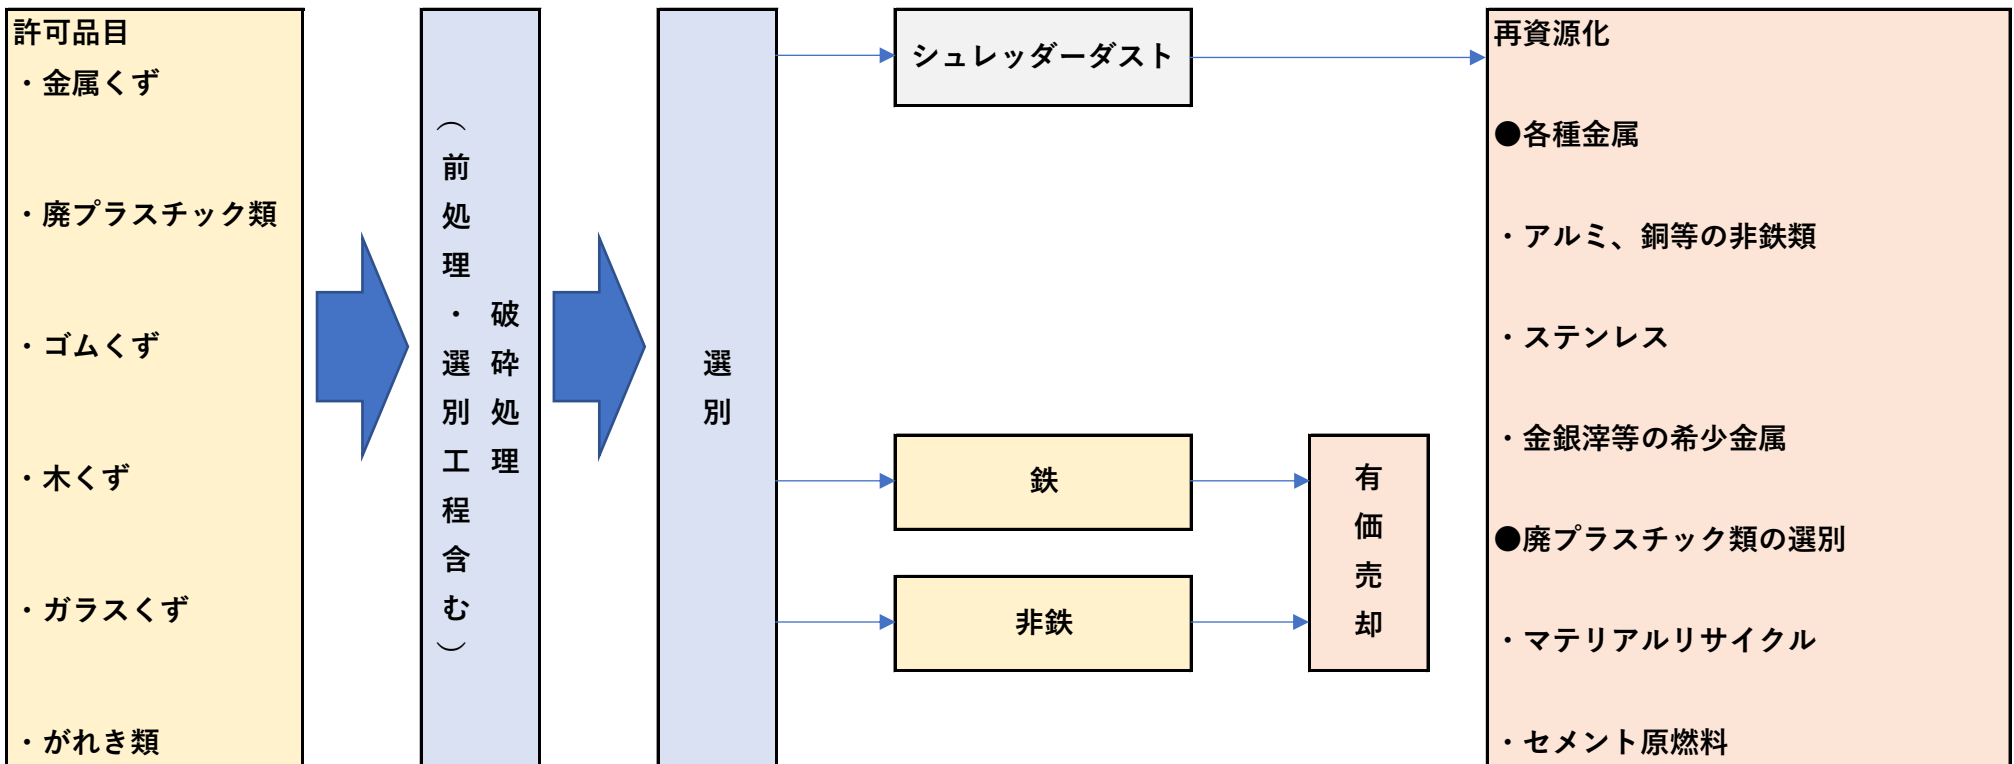 許可品目
・金属くず
・廃プラスチック類
・ゴムくず
・木くず
・ガラスくず
・がれき類
破砕処理
（前処理・選別工程含む）
選別
シュレッダーダスト
鉄
非鉄
有価売却
再資源化
●各種金属
・アルミ、銅等の非鉄類
・ステンレス
・金銀滓等の希少金属
●廃プラスチック類の選別
・マテリアルリサイクル
・セメント原燃料